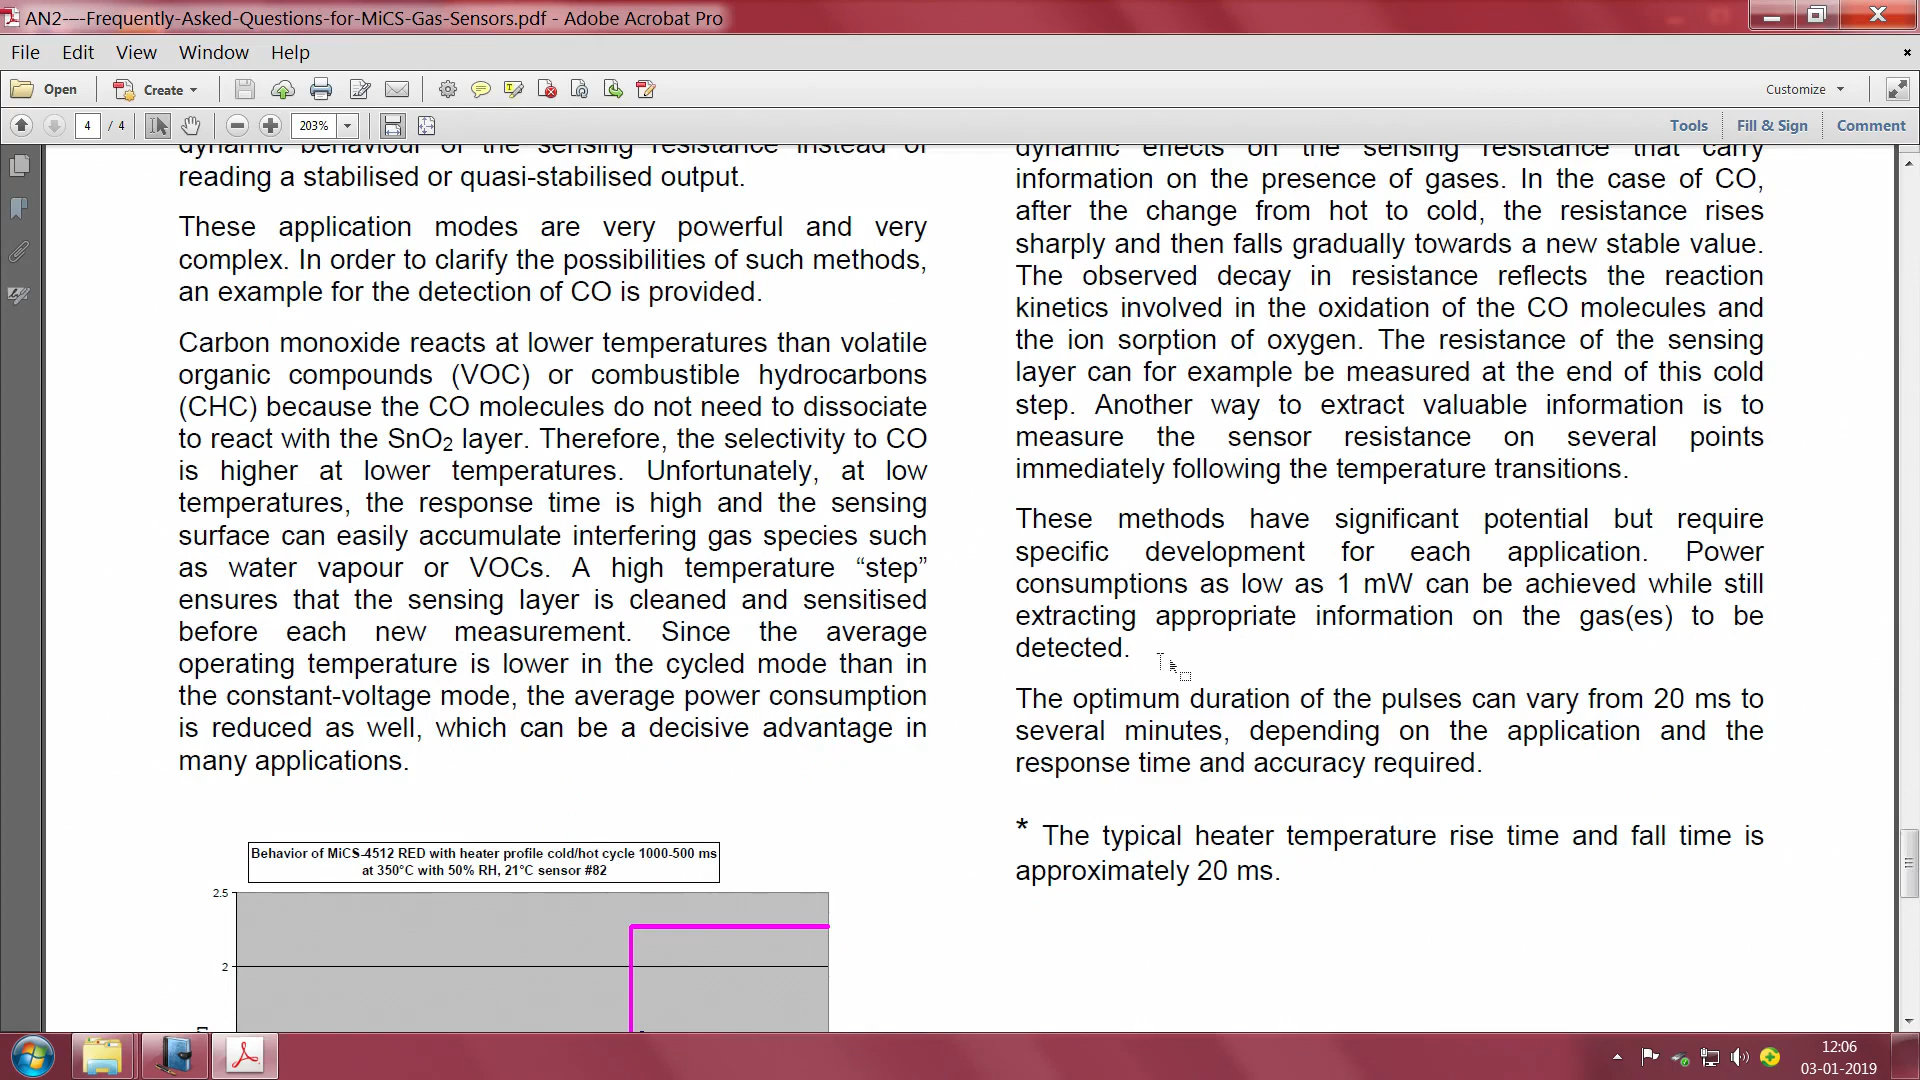 AN2----Frequently-Asked-Questions-for-MiCS-Gas-Sensors.pdf - Adobe Acrobat Pro
File Edit View Window Help
Open Create Customize
4 / 4 203% Tools Fill & Sign Comment
dynamic behaviour of the sensing resistance instead of
reading a stabilised or quasi-stabilised output.
These application modes are very powerful and very
complex. In order to clarify the possibilities of such methods,
an example for the detection of CO is provided.
Carbon monoxide reacts at lower temperatures than volatile
organic compounds (VOC) or combustible hydrocarbons
(CHC) because the CO molecules do not need to dissociate
to react with the SnO2 layer. Therefore, the selectivity to CO
is higher at lower temperatures. Unfortunately, at low
temperatures, the response time is high and the sensing
surface can easily accumulate interfering gas species such
as water vapour or VOCs. A high temperature “step”
ensures that the sensing layer is cleaned and sensitised
before each new measurement. Since the average
operating temperature is lower in the cycled mode than in
the constant-voltage mode, the average power consumption
is reduced as well, which can be a decisive advantage in
many applications.
Behavior of MiCS-4512 RED with heater profile cold/hot cycle 1000-500 ms
at 350°C with 50% RH, 21°C sensor #82
2.5
2
dynamic effects on the sensing resistance that carry
information on the presence of gases. In the case of CO,
after the change from hot to cold, the resistance rises
sharply and then falls gradually towards a new stable value.
The observed decay in resistance reflects the reaction
kinetics involved in the oxidation of the CO molecules and
the ion sorption of oxygen. The resistance of the sensing
layer can for example be measured at the end of this cold
step. Another way to extract valuable information is to
measure the sensor resistance on several points
immediately following the temperature transitions.
These methods have significant potential but require
specific development for each application. Power
consumptions as low as 1 mW can be achieved while still
extracting appropriate information on the gas(es) to be
detected.
The optimum duration of the pulses can vary from 20 ms to
several minutes, depending on the application and the
response time and accuracy required.
* The typical heater temperature rise time and fall time is
approximately 20 ms.
12:06
03-01-2019